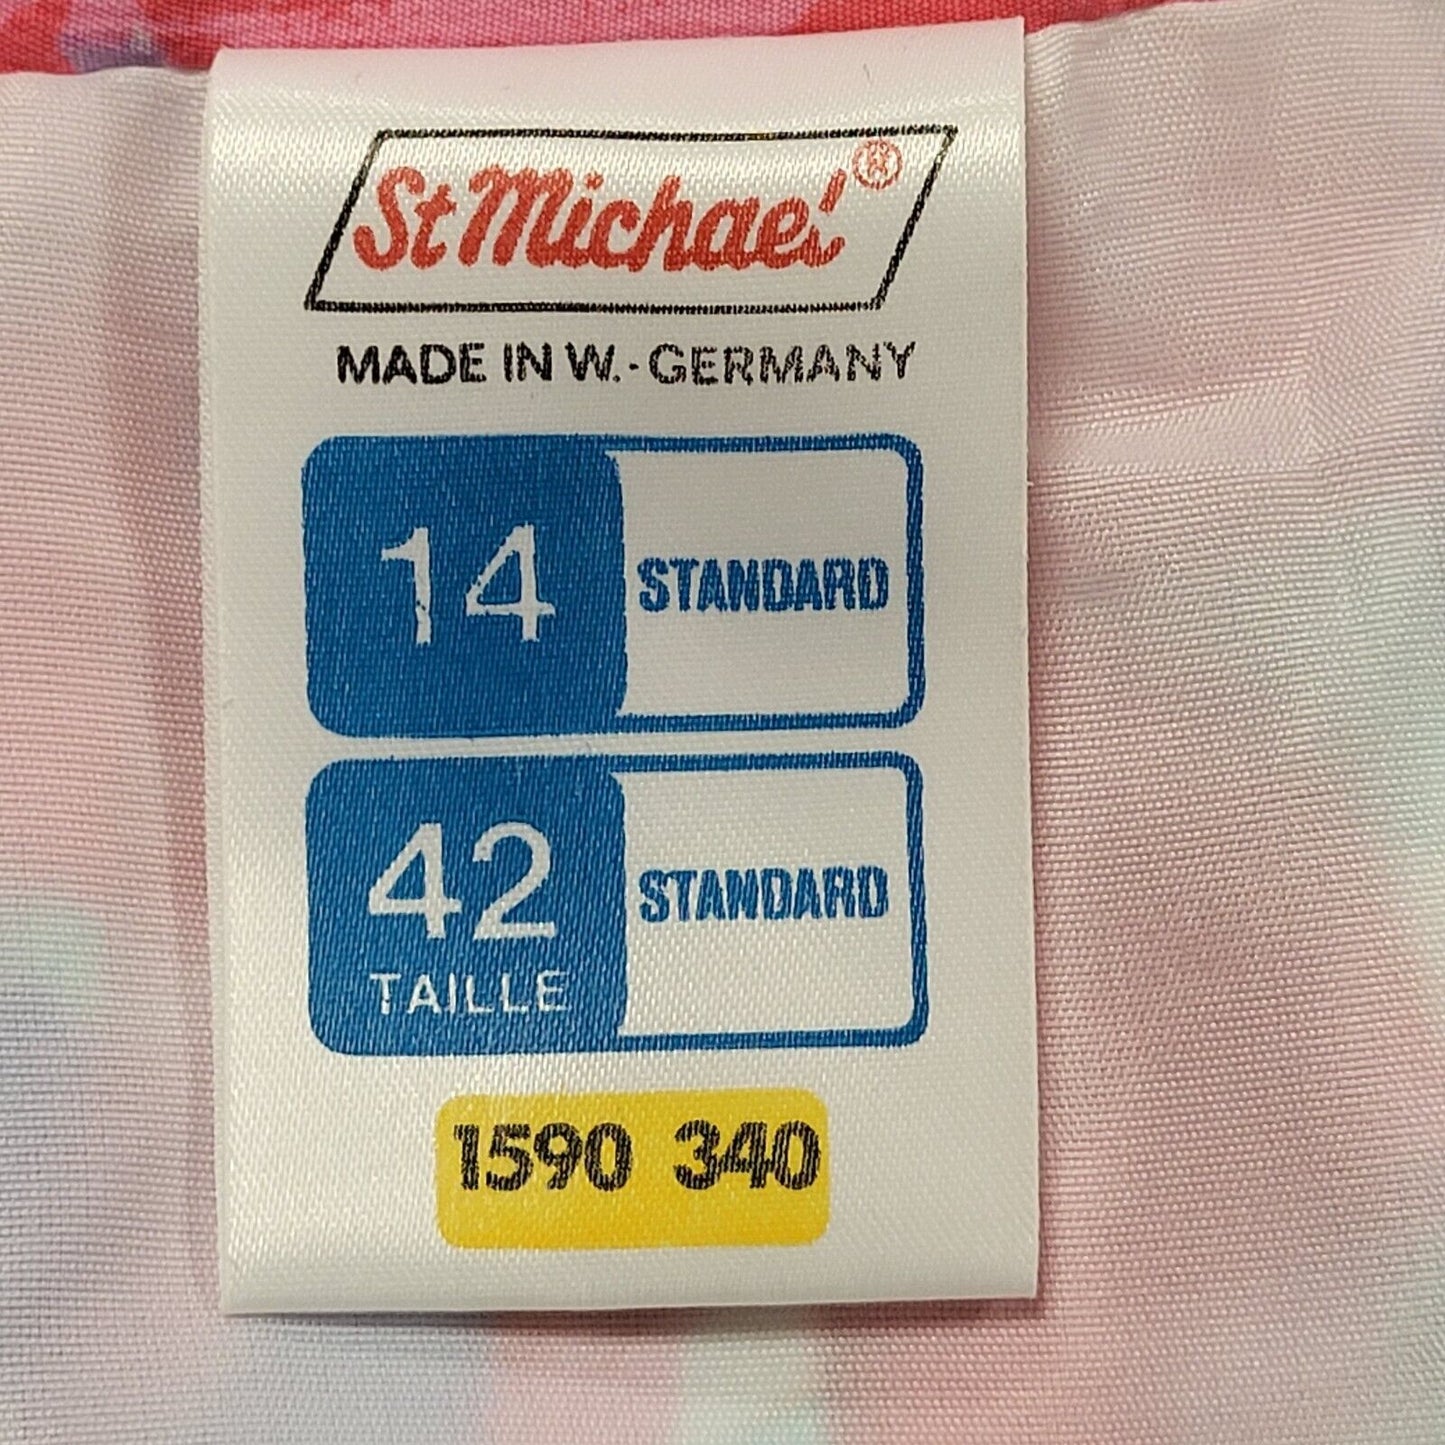 St Michael®
MADE IN W.-GERMANY
14 STANDARD
42 STANDARD
TAILLE
1590 340